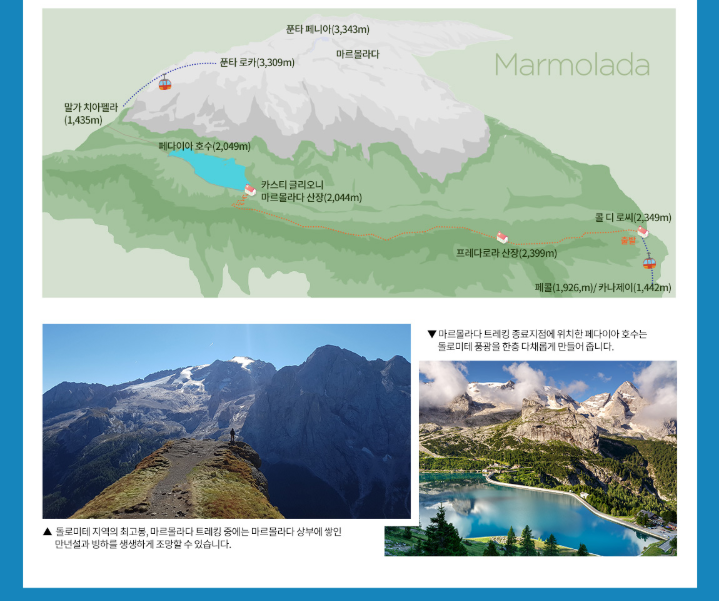 푼타 페니아(3,343m)
마르몰라다
푼타 로카(3,309m)
Marmolada
말가 치아펠라
(1,435m)
페다이아 호수(2,049m)
카스티글리오니
마르몰라다 산장(2,044m)
콜 디 로씨(2,349m)
출발
프레다로라 산장(2,399m)
페콜(1,926,m)/ 카나제이(1,442m)
▼ 마르몰라다 트레킹 종료지점에 위치한 페다이아 호수는
돌로미테 풍광을 한층 다채롭게 만들어 줍니다.
▲ 돌로미테 지역의 최고봉, 마르몰라다 트레킹 중에는 마르몰라다 상부에 쌓인
만년설과 빙하를 생생하게 조망할 수 있습니다.